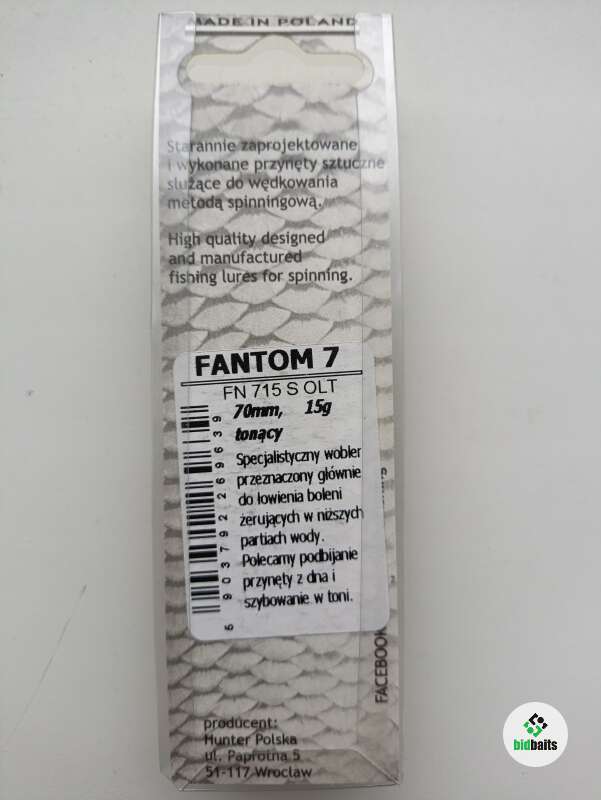 MADE IN POLAND
Starannie zaprojektowane
i wykonane przynęty sztuczne
służące do wędkowania
metodą spinningową.
High quality designed
and manufactured
fishing lures for spinning.
FANTOM 7
FN 715 S OLT
70mm, 15g
tonący
Specjalistyczny wobler
przeznaczony głównie
do łowienia boleni
żerujących w niższych
partiach wody.
Polecamy podbijanie
przynęty z dna i
szybowanie w toni.
5903792269639
FACEBOOK
producent:
Hunter Polska
ul. Paprotna 5
51-117 Wrocław
bidbaits